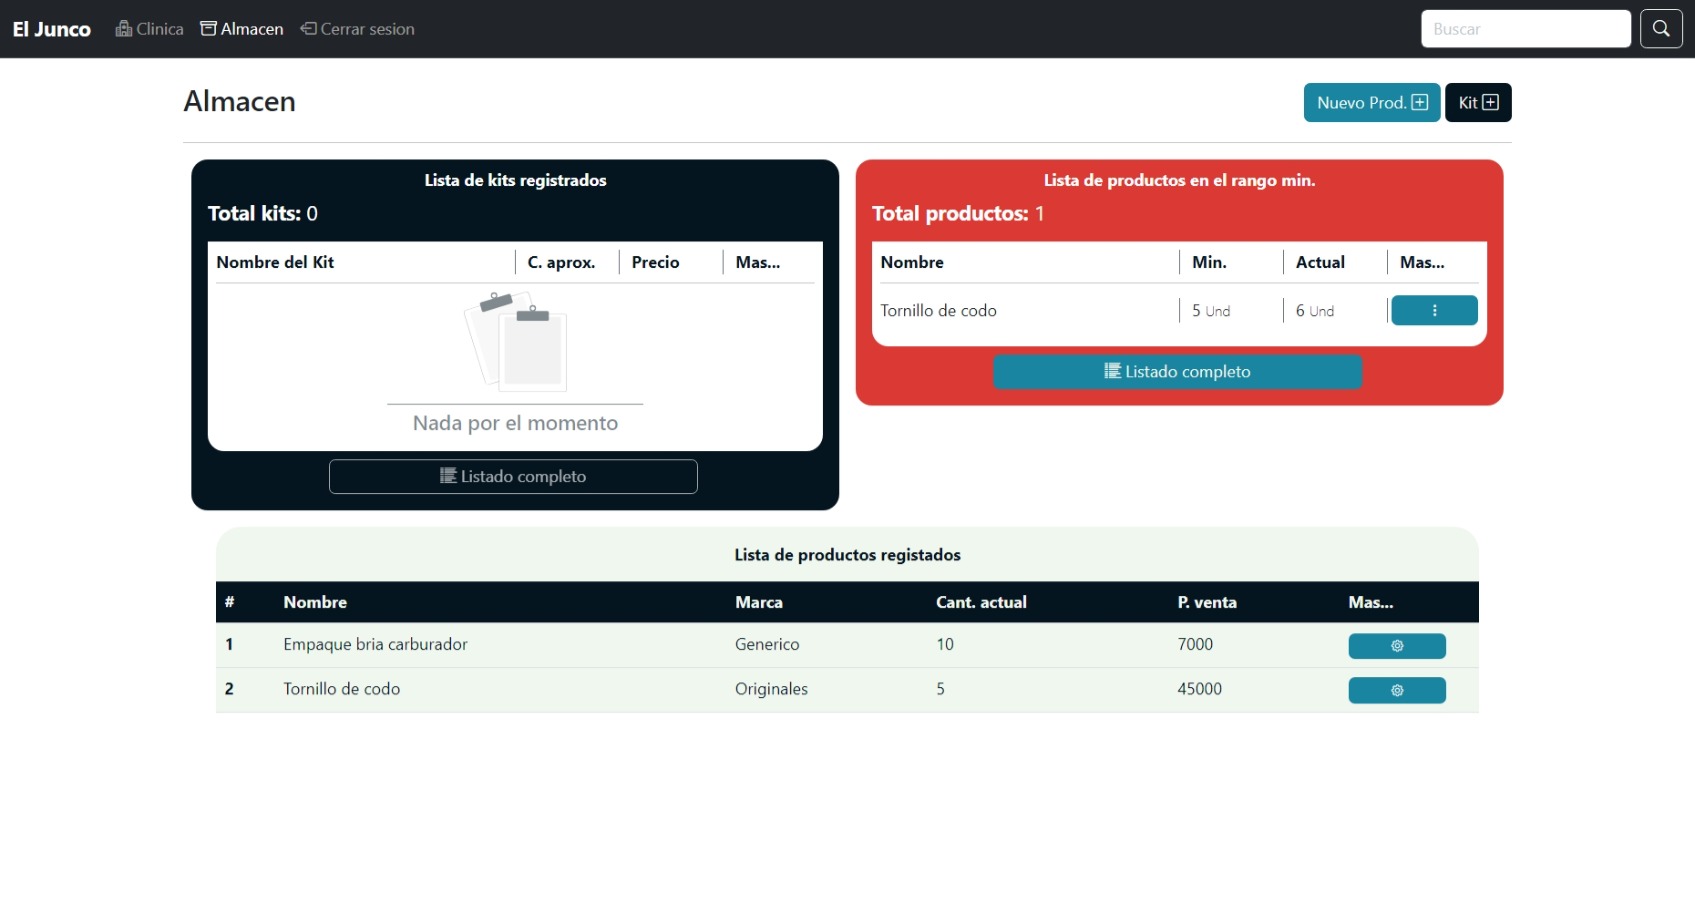 El Junco Clinica Almacen Cerrar sesion Buscar
Almacen
Nuevo Prod. Kit
Lista de kits registrados
Total kits: 0
Nombre del Kit C. aprox. Precio Mas...
Nada por el momento
Listado completo
Lista de productos en el rango min.
Total productos: 1
Nombre Min. Actual Mas...
Tornillo de codo 5 Und 6 Und
Listado completo
Lista de productos registados
# Nombre Marca Cant. actual P. venta Mas...
1 Empaque bria carburador Generico 10 7000
2 Tornillo de codo Originales 5 45000